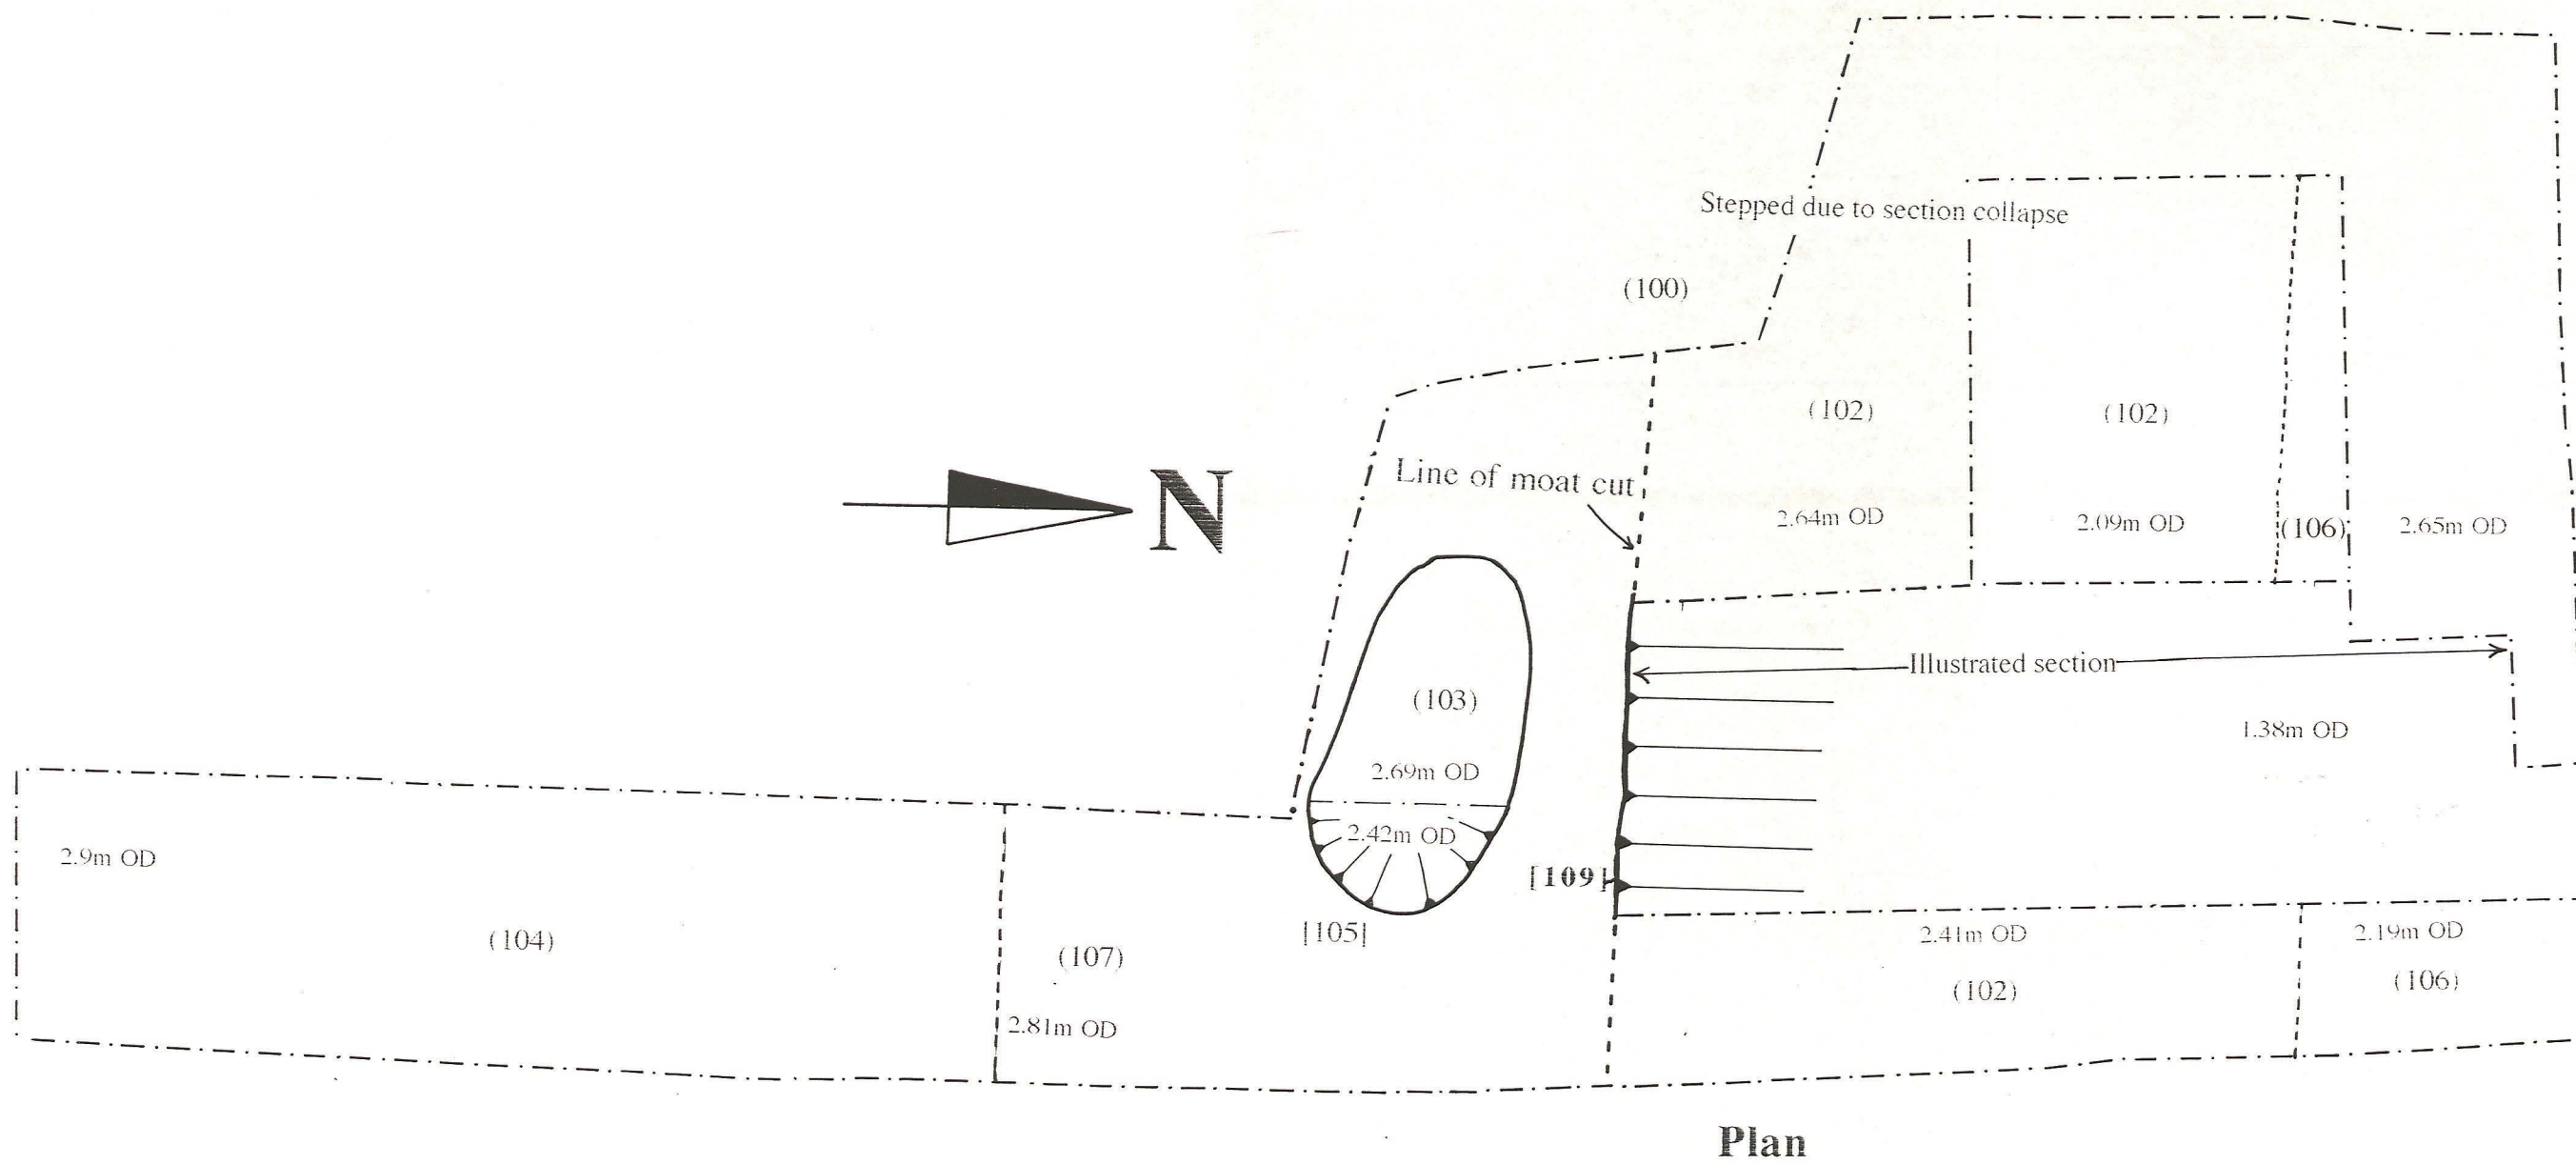 Stepped due to section collapse
(100)
(102)
(102)
Line of moat cut
N
2.64m OD
2.09m OD
(106)
2.65m OD
Illustrated section
(103)
1.38m OD
2.69m OD
2.42m OD
2.9m OD
[109]
(104)
(107)
[105]
2.41m OD
2.19m OD
(102)
(106)
2.81m OD
Plan